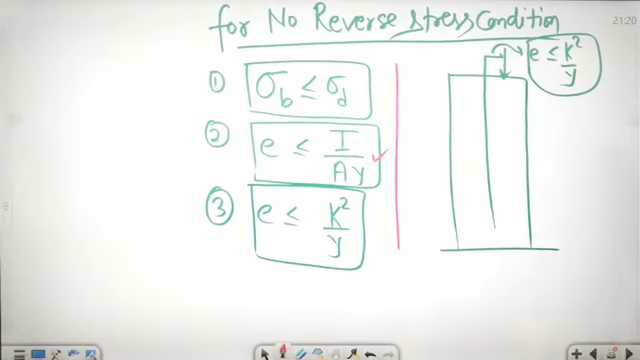 for No Reverse stress Condition
21:20
① σb ≤ σd
② e ≤ I/Ay ✓
③ e ≤ K²/y
e ≤ K²/y